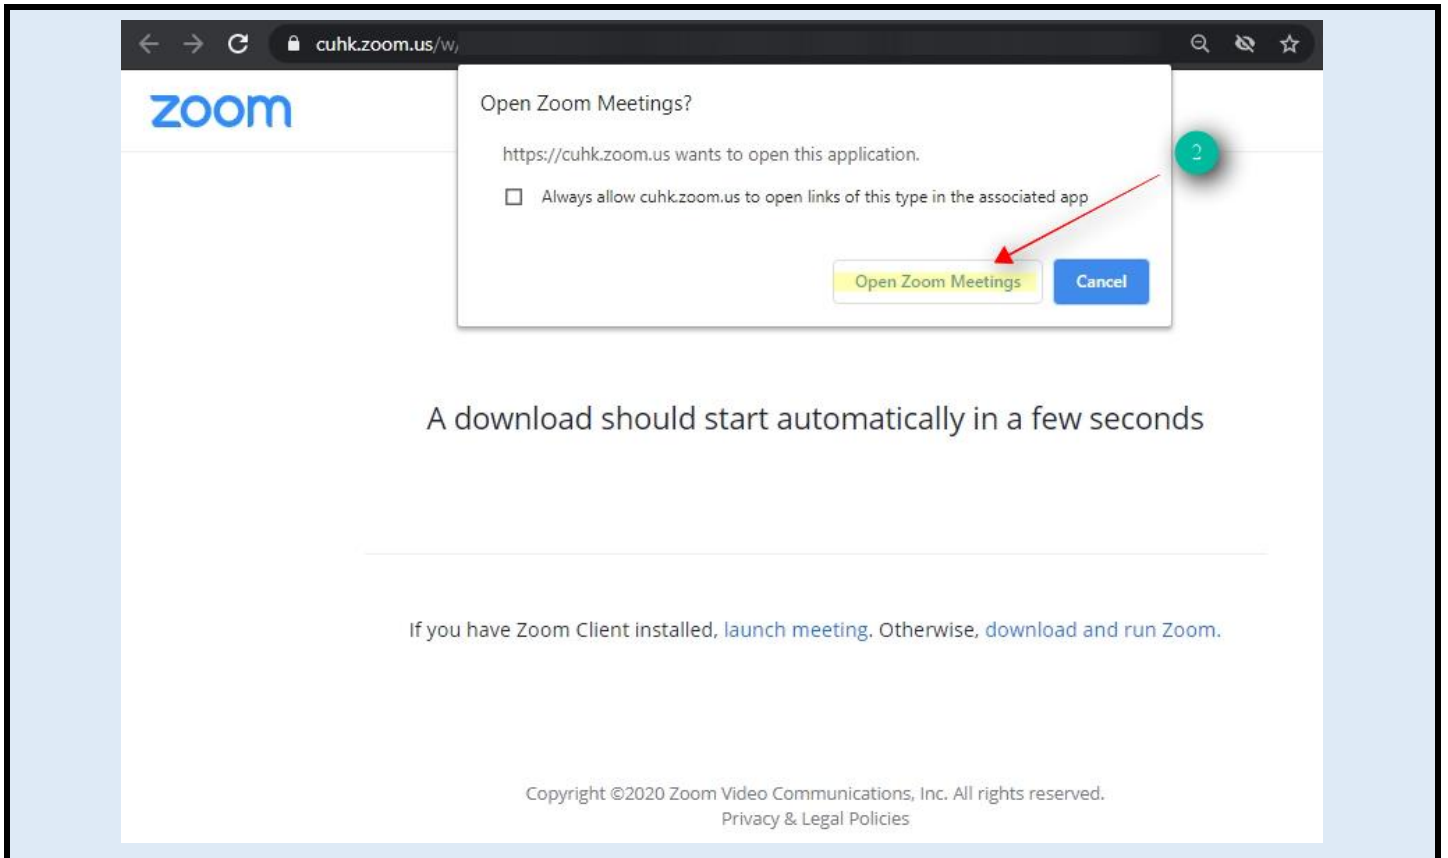 cuhk.zoom.us/w/
zoom
Open Zoom Meetings?
https://cuhk.zoom.us wants to open this application.
2
Always allow cuhk.zoom.us to open links of this type in the associated app
Open Zoom Meetings
Cancel
A download should start automatically in a few seconds
If you have Zoom Client installed, launch meeting. Otherwise, download and run Zoom.
Copyright ©2020 Zoom Video Communications, Inc. All rights reserved.
Privacy & Legal Policies